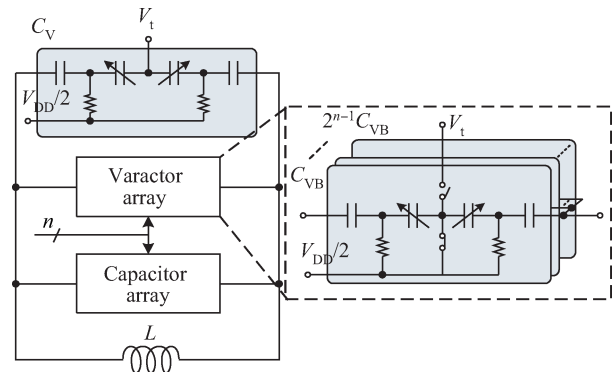 V_t
C_V
V_DD/2
2^{n-1}C_VB
V_t
C_VB
Varactor
array
n
V_DD/2
Capacitor
array
L